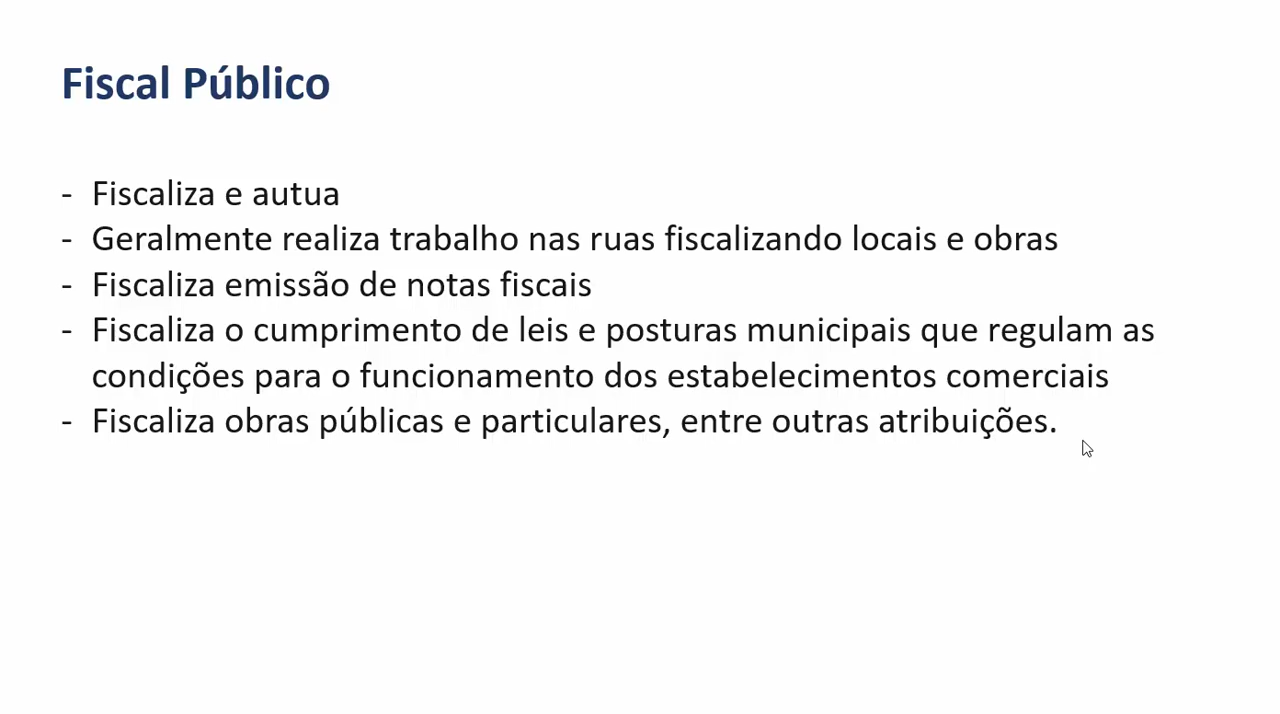 Fiscal Público
- Fiscaliza e autua
- Geralmente realiza trabalho nas ruas fiscalizando locais e obras
- Fiscaliza emissão de notas fiscais
- Fiscaliza o cumprimento de leis e posturas municipais que regulam as
condições para o funcionamento dos estabelecimentos comerciais
- Fiscaliza obras públicas e particulares, entre outras atribuições.